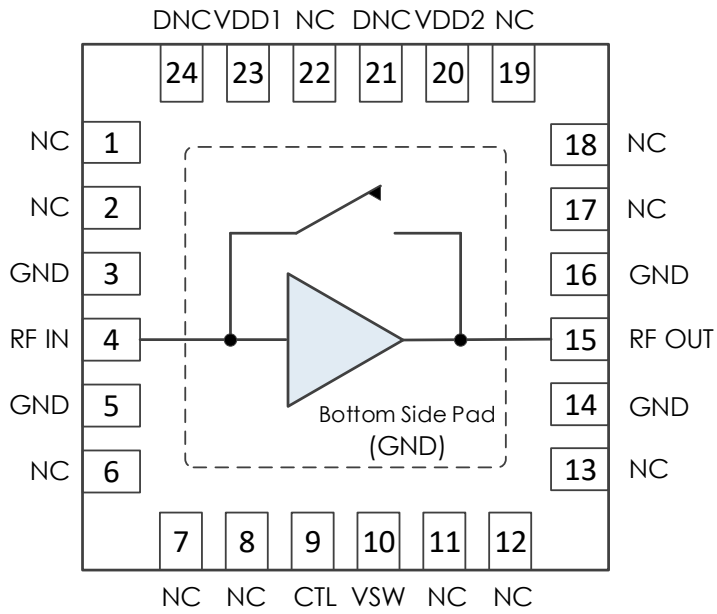 DNC VDD1 NC DNC VDD2 NC
24 23 22 21 20 19
NC 1
18 NC
NC 2
17 NC
GND 3
16 GND
RF IN 4
15 RF OUT
GND 5
14 GND
Bottom Side Pad
(GND)
NC 6
13 NC
7 8 9 10 11 12
NC NC CTL VSW NC NC